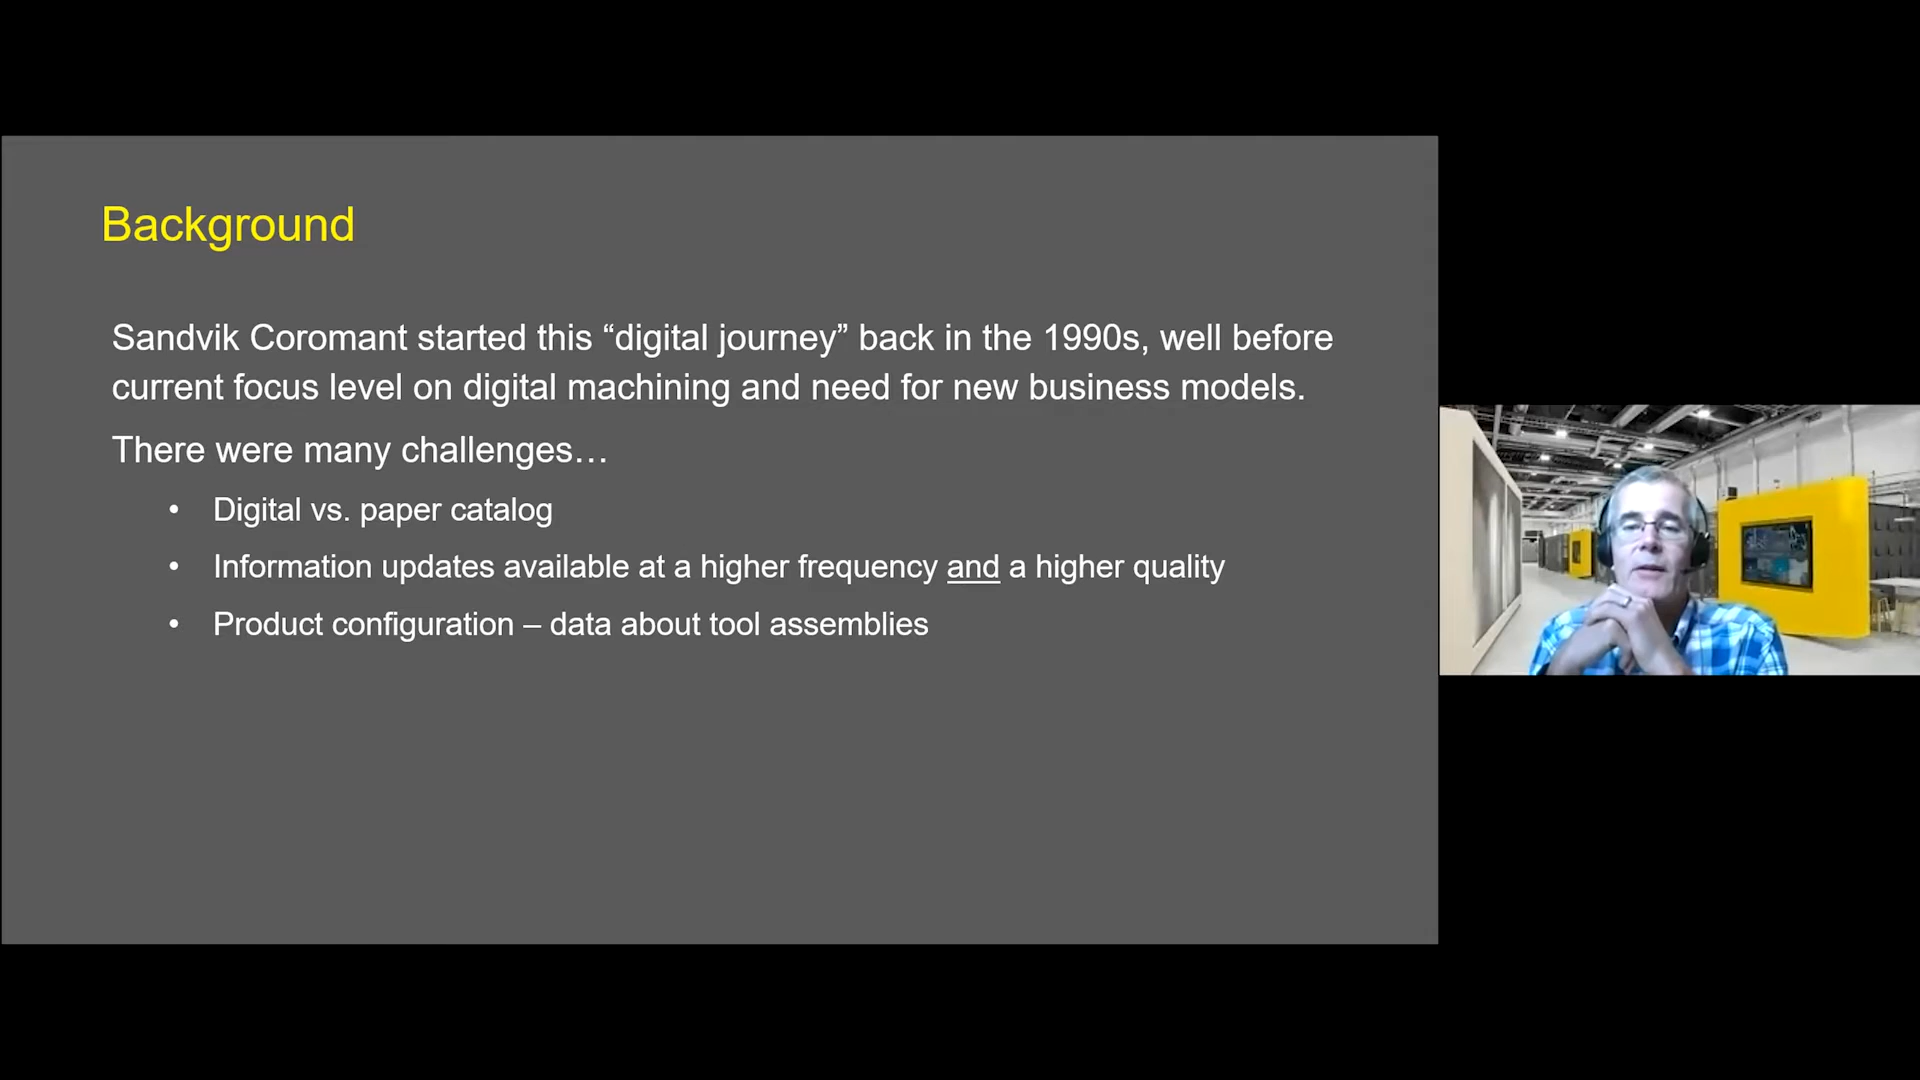 Background
Sandvik Coromant started this “digital journey” back in the 1990s, well before
current focus level on digital machining and need for new business models.
There were many challenges…
• Digital vs. paper catalog
• Information updates available at a higher frequency and a higher quality
• Product configuration – data about tool assemblies